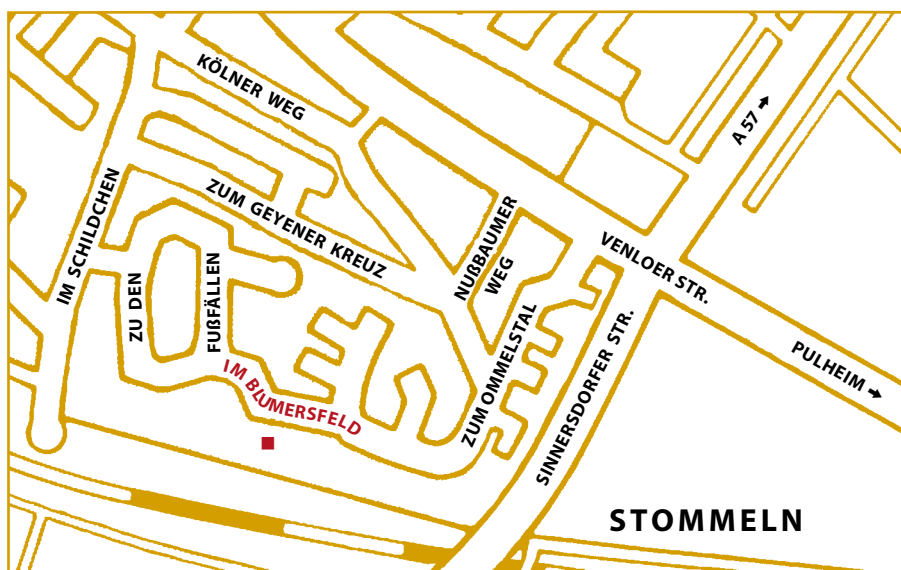 KÖLNER WEG
A 57
IM SCHILDCHEN
ZUM GEYENER KREUZ
NUßBAUMER
WEG
VENLOER STR.
ZU DEN
FUßFÄLLEN
IM BLUMERSFELD
ZUM OMMELSTAL
SINNERSDORFER STR.
PULHEIM
STOMMELN